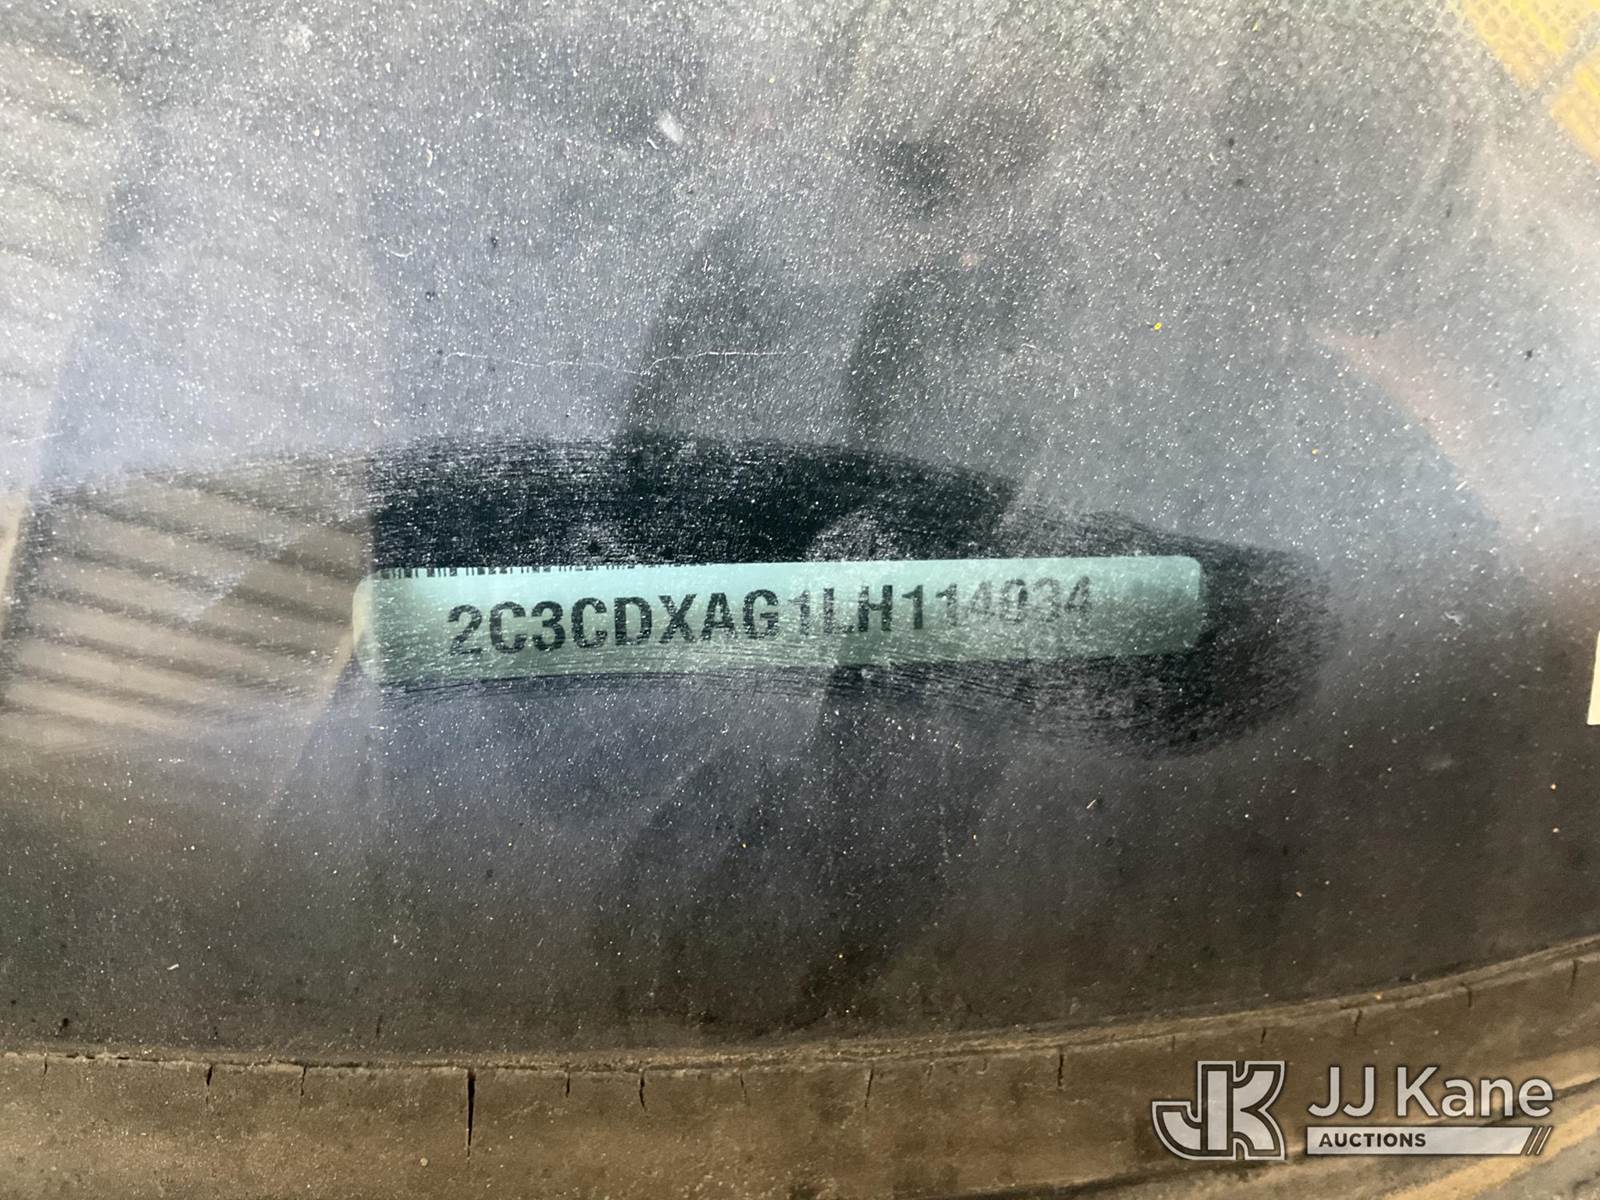 2C3CDXAG1LH114034
JJ Kane
AUCTIONS